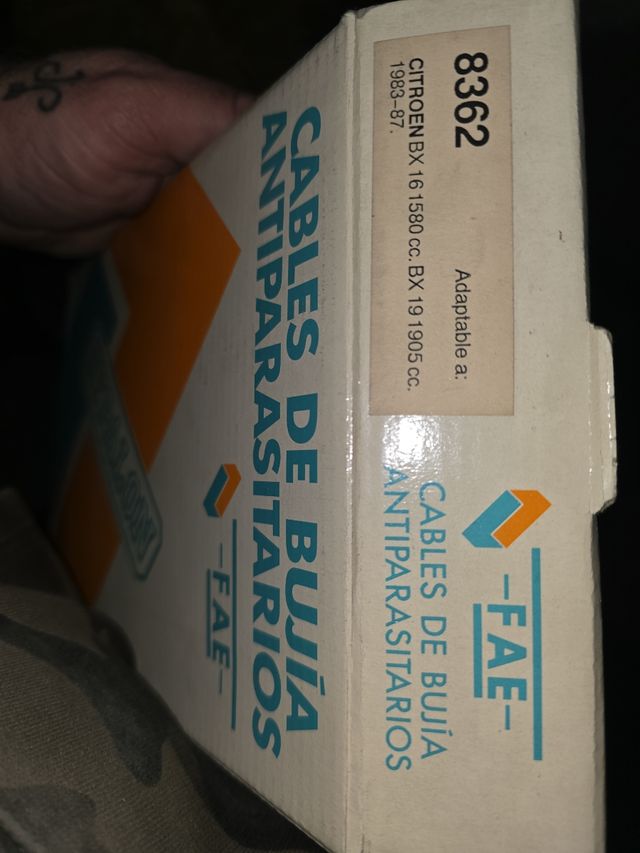 8362
Adaptable a:
CITROEN BX 16 1580 cc. BX 19 1905 cc.
1983-87.
-FAE-
CABLES DE BUJÍA
ANTIPARASITARIOS
CABLES DE BUJÍA
ANTIPARASITARIOS
-FAE-